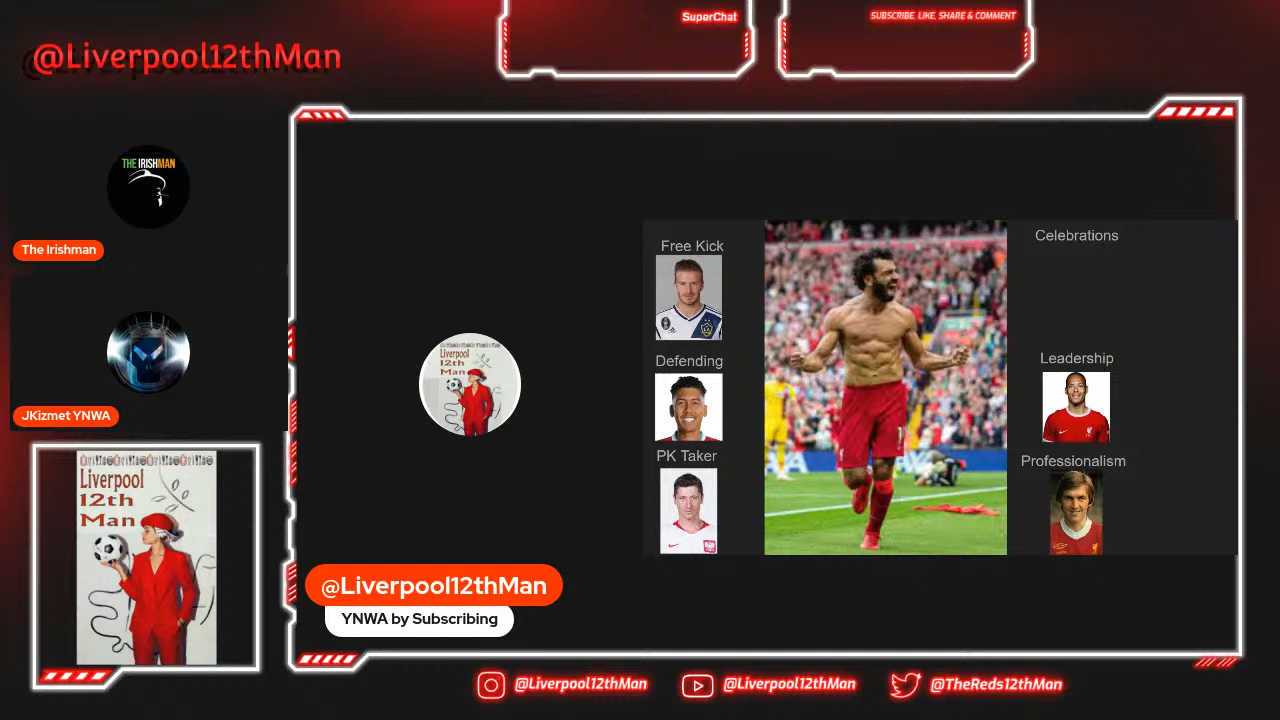 SuperChat
SUBSCRIBE, LIKE, SHARE & COMMENT
@Liverpool12thMan
THE IRISHMAN
The Irishman
JKizmet YNWA
Liverpool
12th
Man
Free Kick
Defending
PK Taker
Celebrations
Leadership
Professionalism
Liverpool
12th
Man
@Liverpool12thMan
YNWA by Subscribing
@Liverpool12thMan
@Liverpool12thMan
@TheReds12thMan